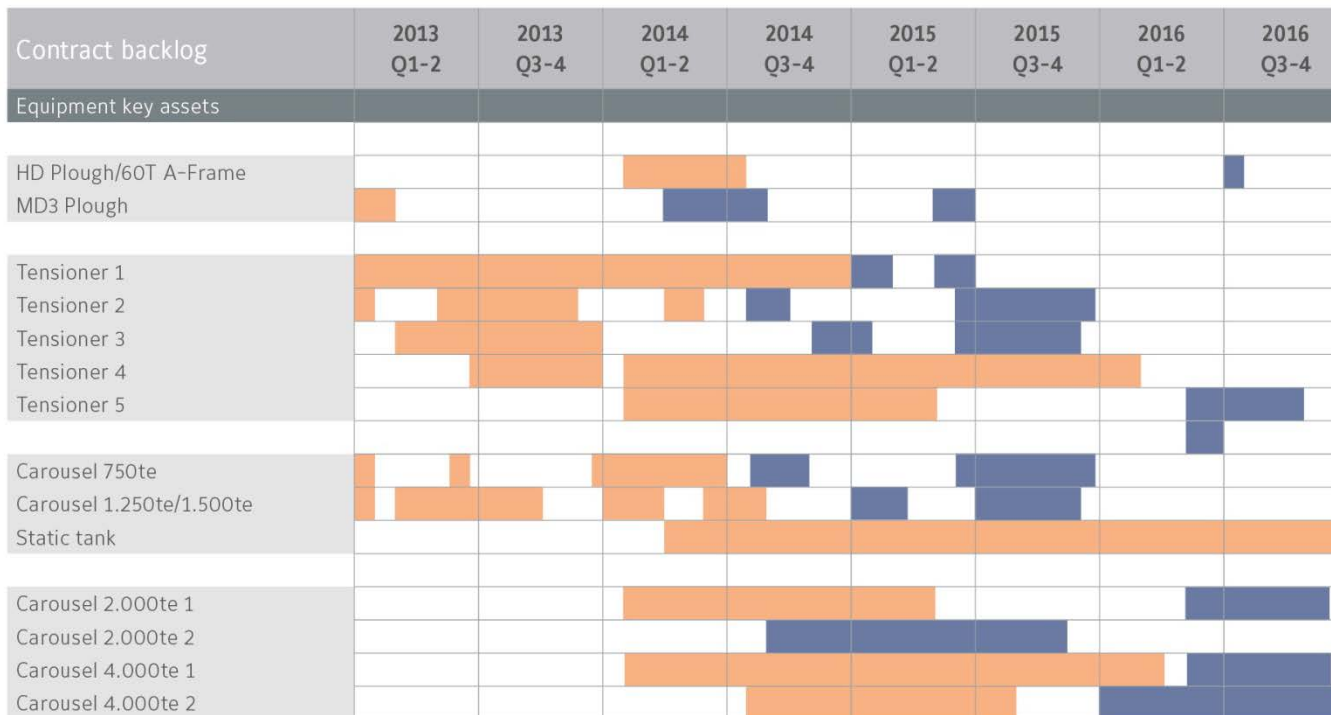 Contract backlog
2013 2013 2014 2014 2015 2015 2016 2016
Q1-2 Q3-4 Q1-2 Q3-4 Q1-2 Q3-4 Q1-2 Q3-4
Equipment key assets
HD Plough/60T A-Frame
MD3 Plough
Tensioner 1
Tensioner 2
Tensioner 3
Tensioner 4
Tensioner 5
Carousel 750te
Carousel 1.250te/1.500te
Static tank
Carousel 2.000te 1
Carousel 2.000te 2
Carousel 4.000te 1
Carousel 4.000te 2